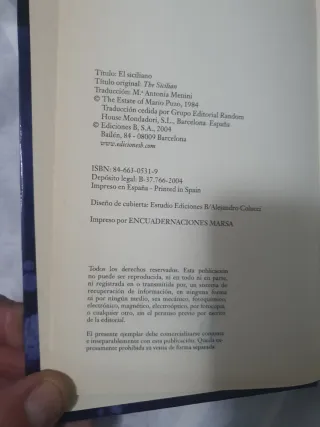 Título: El siciliano
Título original: The Sicilian
Traducción: M.ª Antonia Menini
© The Estate of Mario Puzo, 1984
Traducción cedida por Grupo Editorial Random
House Mondadori, S.L., Barcelona España
© Ediciones B, S.A., 2004
Bailén, 84 - 08009 Barcelona
www.edicionesb.com
ISBN: 84-663-0531-9
Depósito legal: B-37.766-2004
Impreso en España - Printed in Spain
Diseño de cubierta: Estudio Ediciones B/Alejandro
Impreso por ENCUADERNACIONES MARSA
Todos los derechos reservados. Esta publicación
no puede ser reproducida, ni en todo ni en parte,
ni registrada en o transmitida por, un sistema de
recuperación de información, en ninguna forma
ni por ningún medio, sea mecánico, fotoquímico,
electrónico, magnético, electroóptico, por fotocopia,
o cualquier otro, sin el permiso previo por escrito
de la editorial.
El presente ejemplar debe comercializarse conjunta
e inseparablemente con esta publicación. Queda
prohibida su venta de forma separada